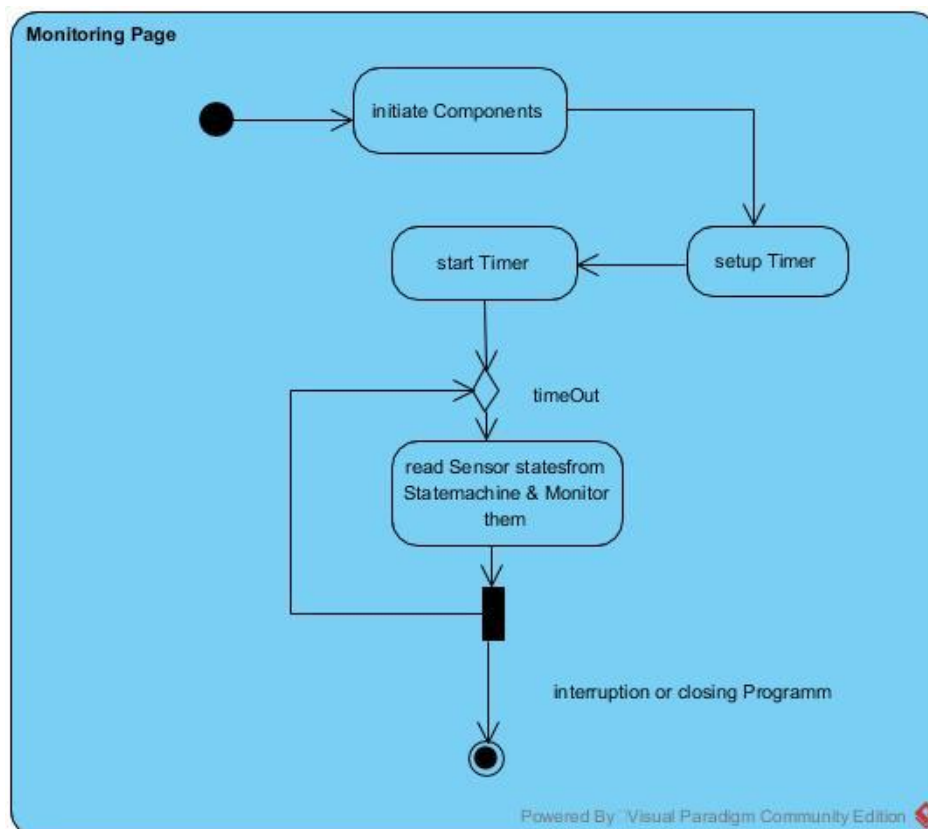 Monitoring Page
initiate Components
start Timer
setup Timer
timeOut
read Sensor statesfrom
Statemachine & Monitor
them
interruption or closing Programm
Powered By Visual Paradigm Community Edition